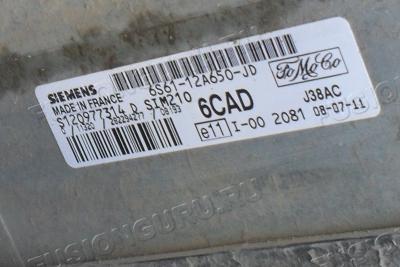 6S61-12A650-JD
SIEMENS
MADE IN FRANCE
SIM210
S120977314 D
6CAD
FoMoCo
J38AC
e11 I-00 2081 08-07-11
FUSIONGURU.RU